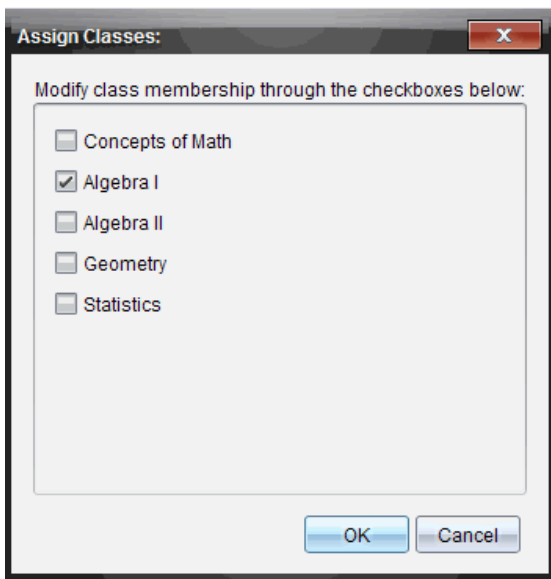 Assign Classes:
Modify class membership through the checkboxes below:
Concepts of Math
Algebra I
Algebra II
Geometry
Statistics
OK Cancel